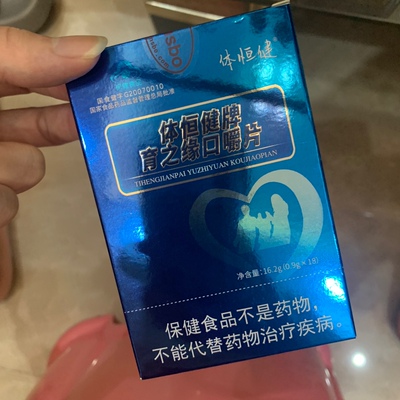 体恒健
国食健字G20070010
国家食品药品监督管理总局批准
体恒健牌
育之缘口嚼片
TIHENGJIANPAI YUZHIYUAN KOUJIAOPIAN
净含量:16.2g(0.9g×18)
保健食品不是药物，
不能代替药物治疗疾病。